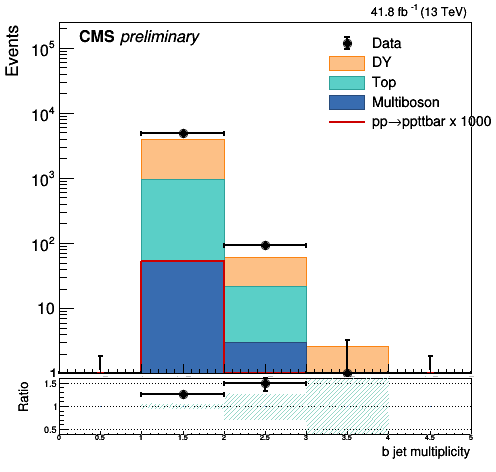 41.8 fb⁻¹ (13 TeV)
CMS preliminary
Events
Data
DY
Top
Multiboson
pp→ppttbar x 1000
10⁵
10⁴
10³
10²
10
1
Ratio
1.5
1
0.5
0 0.5 1 1.5 2 2.5 3 3.5 4 4.5 5
b jet multiplicity